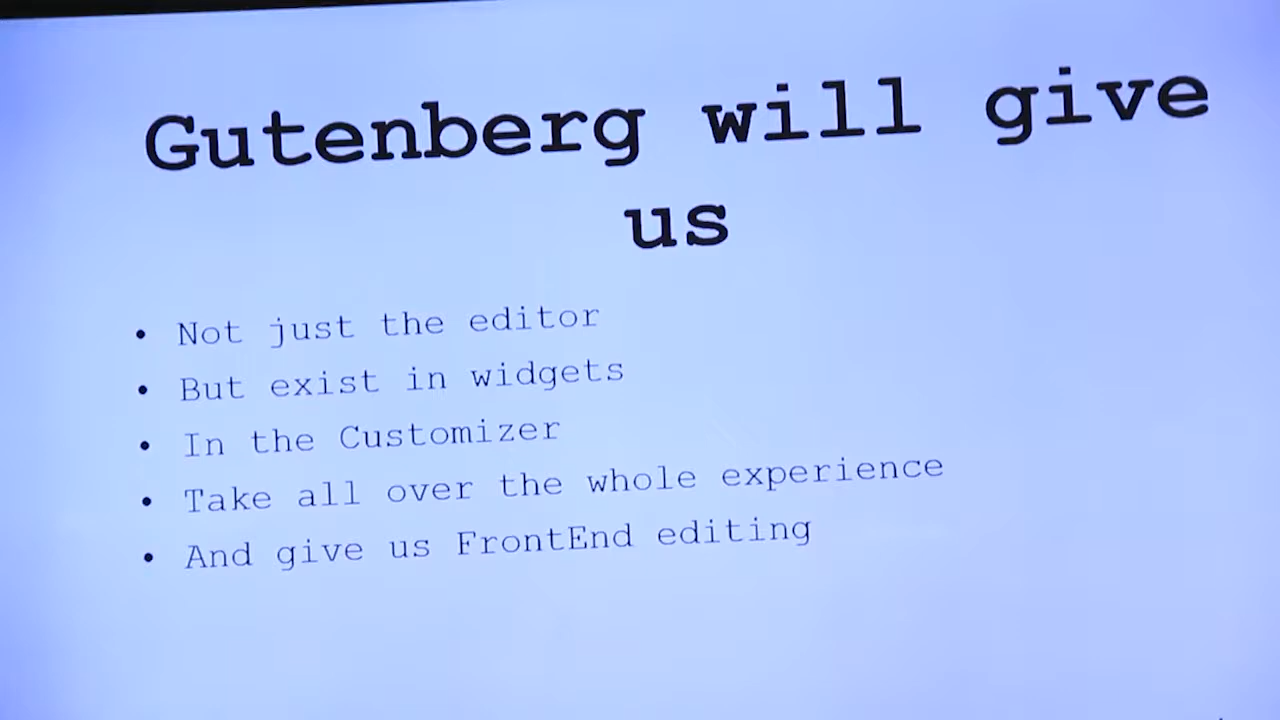 Gutenberg will give
us
• Not just the editor
• But exist in widgets
• In the Customizer
• Take all over the whole experience
• And give us FrontEnd editing